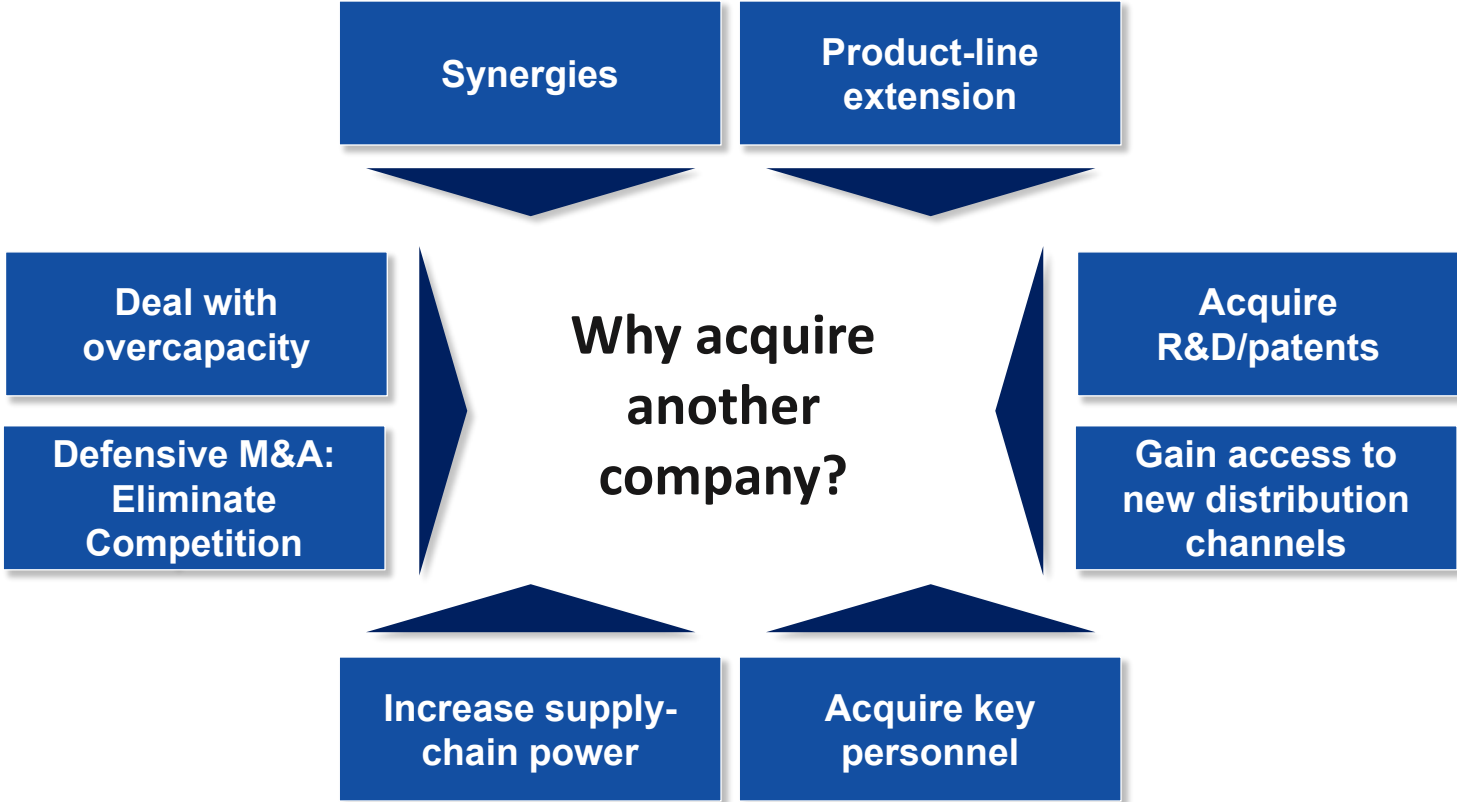 Synergies
Product-line
extension
Deal with
overcapacity
Defensive M&A:
Eliminate
Competition
Why acquire
another
company?
Acquire
R&D/patents
Gain access to
new distribution
channels
Increase supply-
chain power
Acquire key
personnel